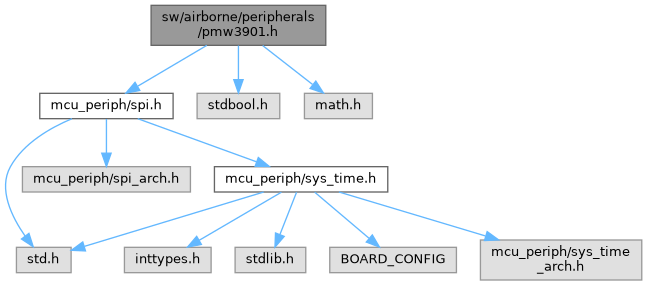 sw/airborne/peripherals
/pmw3901.h
mcu_periph/spi.h
stdbool.h
math.h
mcu_periph/spi_arch.h
mcu_periph/sys_time.h
std.h
inttypes.h
stdlib.h
BOARD_CONFIG
mcu_periph/sys_time
_arch.h